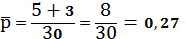 p̅ = (5 + 3)/30 = 8/30 = 0,27